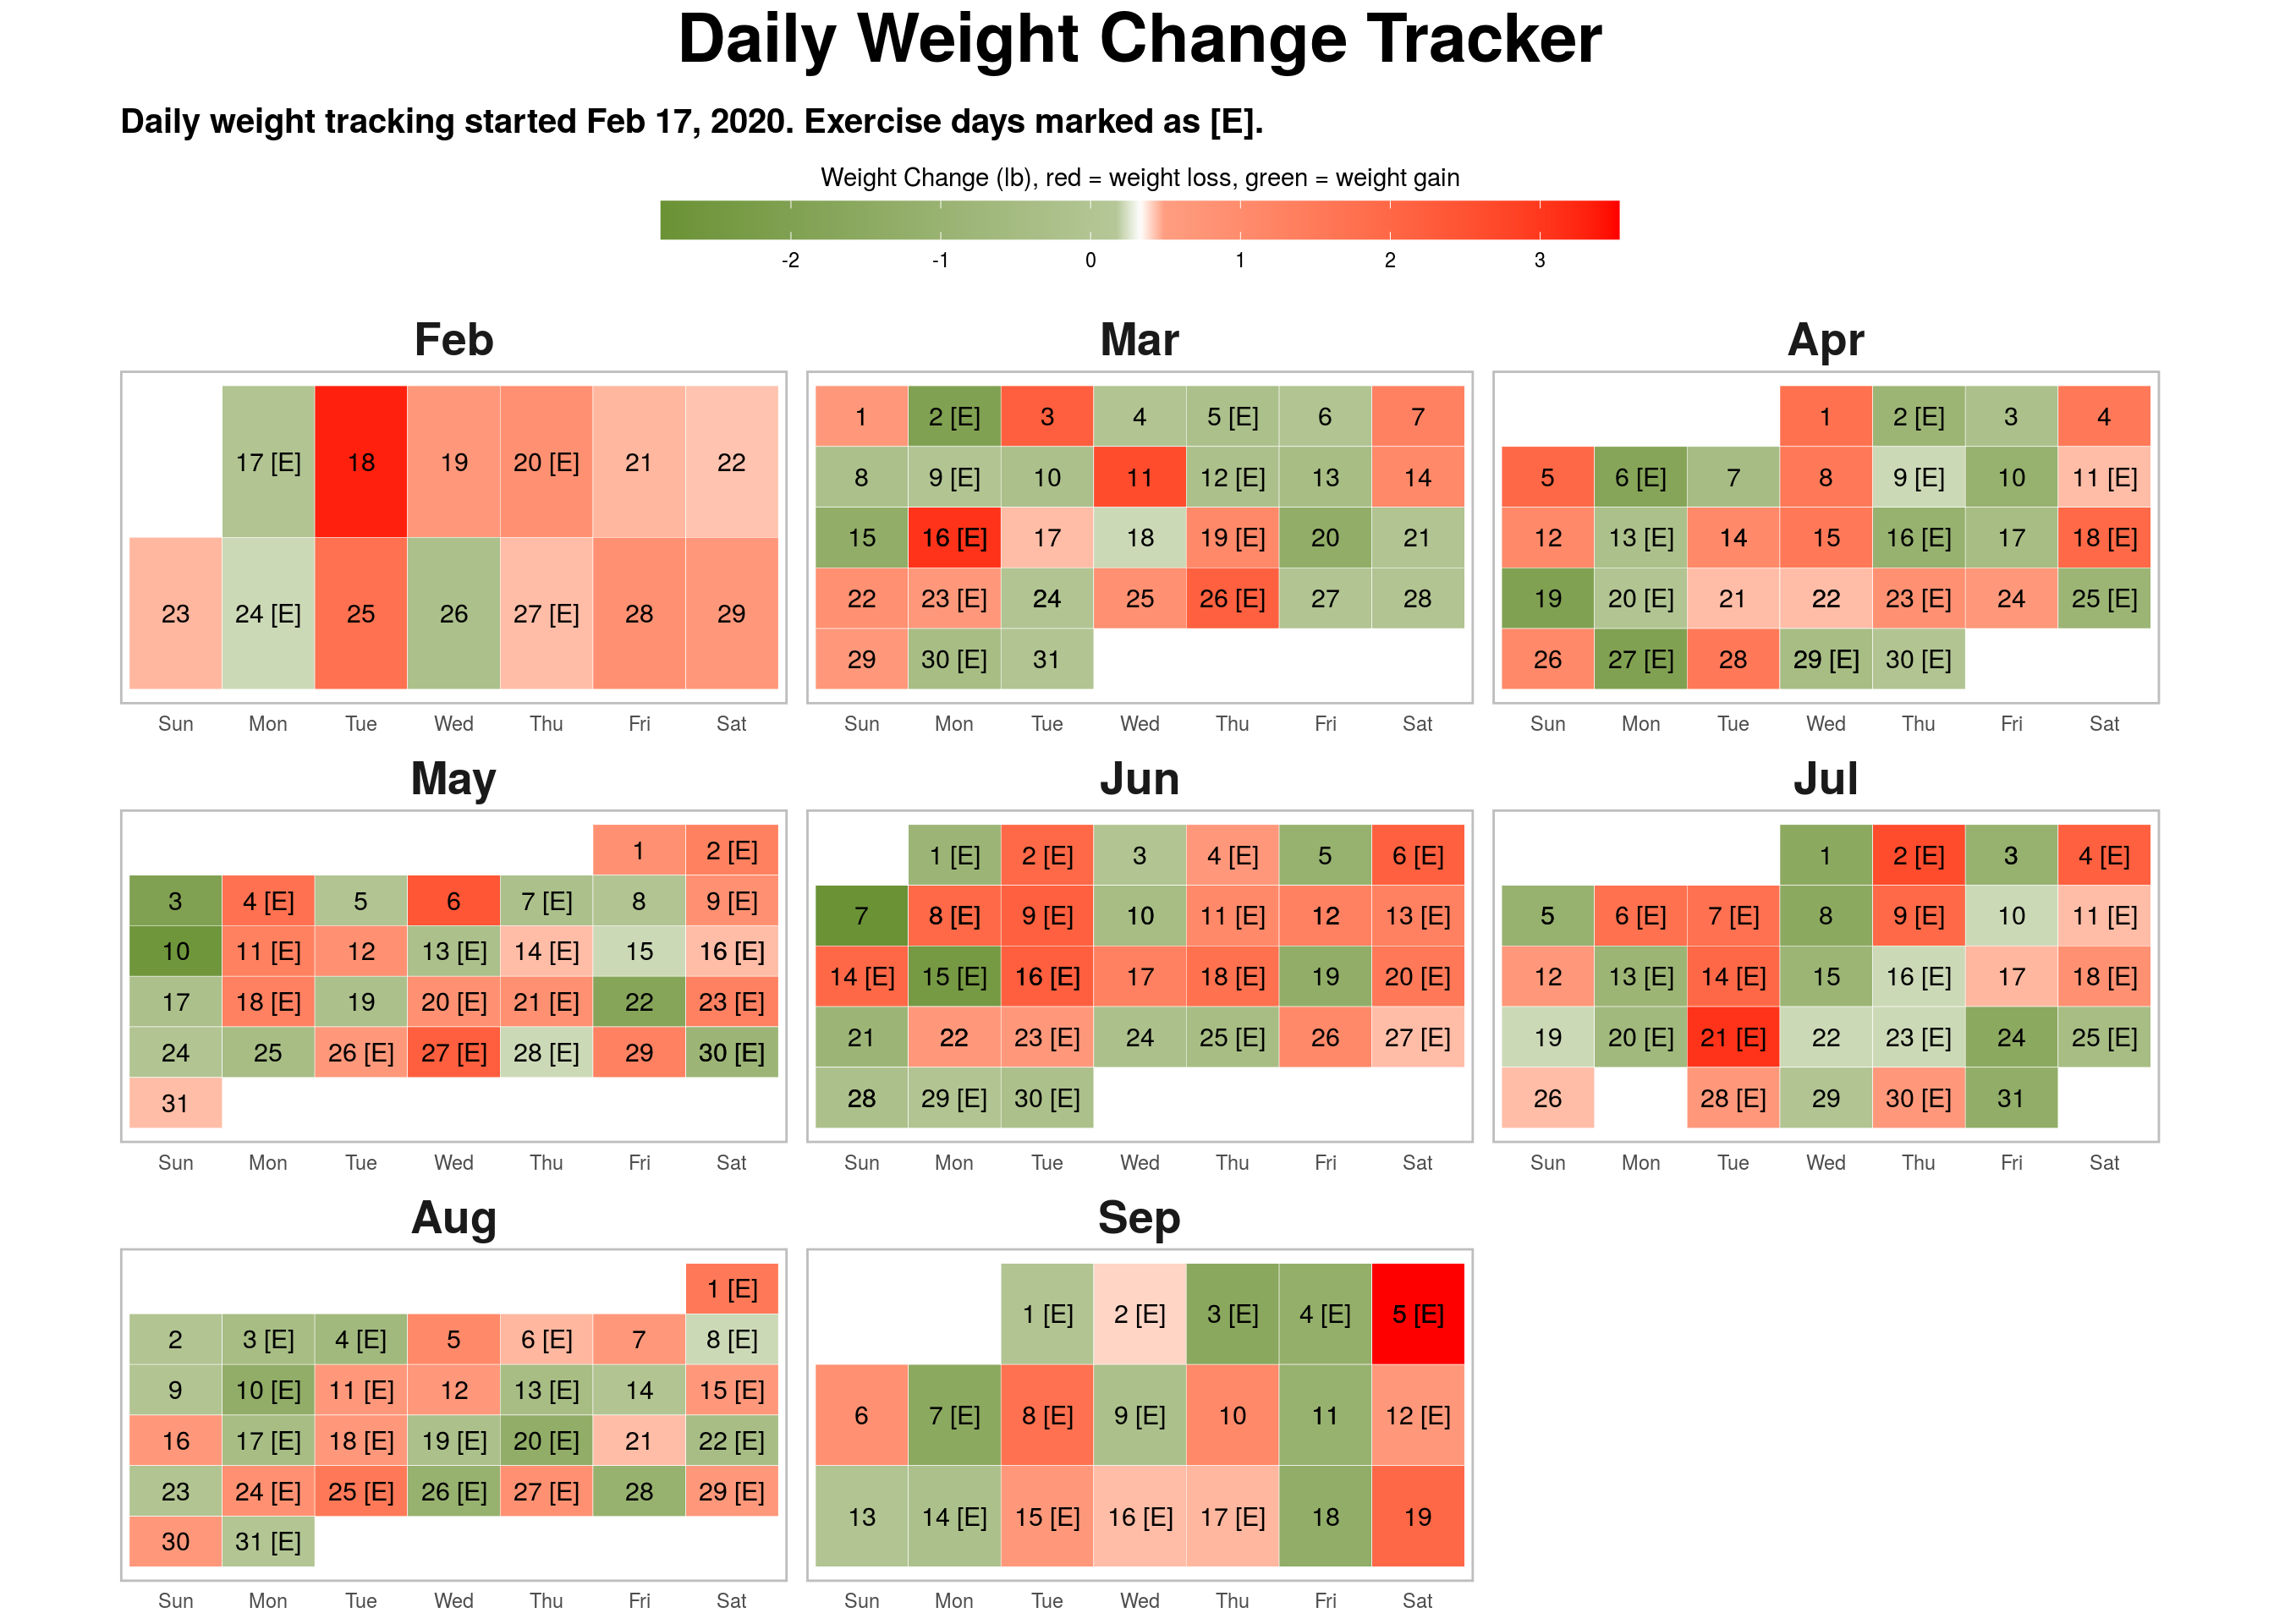 Daily Weight Change Tracker
Daily weight tracking started Feb 17, 2020. Exercise days marked as [E].
Weight Change (lb), red = weight loss, green = weight gain
-2 -1 0 1 2 3
Feb
17 [E] 18 19 20 [E] 21 22
23 24 [E] 25 26 27 [E] 28 29
Sun Mon Tue Wed Thu Fri Sat
Mar
1 2 [E] 3 4 5 [E] 6 7
8 9 [E] 10 11 12 [E] 13 14
15 16 [E] 17 18 19 [E] 20 21
22 23 [E] 24 25 26 [E] 27 28
29 30 [E] 31
Sun Mon Tue Wed Thu Fri Sat
Apr
1 2 [E] 3 4
5 6 [E] 7 8 9 [E] 10 11 [E]
12 13 [E] 14 15 16 [E] 17 18 [E]
19 20 [E] 21 22 23 [E] 24 25 [E]
26 27 [E] 28 29 [E] 30 [E]
Sun Mon Tue Wed Thu Fri Sat
May
1 2 [E]
3 4 [E] 5 6 7 [E] 8 9 [E]
10 11 [E] 12 13 [E] 14 [E] 15 16 [E]
17 18 [E] 19 20 [E] 21 [E] 22 23 [E]
24 25 26 [E] 27 [E] 28 [E] 29 30 [E]
31
Sun Mon Tue Wed Thu Fri Sat
Jun
1 [E] 2 [E] 3 4 [E] 5 6 [E]
7 8 [E] 9 [E] 10 11 [E] 12 13 [E]
14 [E] 15 [E] 16 [E] 17 18 [E] 19 20 [E]
21 22 23 [E] 24 25 [E] 26 27 [E]
28 29 [E] 30 [E]
Sun Mon Tue Wed Thu Fri Sat
Jul
1 2 [E] 3 4 [E]
5 6 [E] 7 [E] 8 9 [E] 10 11 [E]
12 13 [E] 14 [E] 15 16 [E] 17 18 [E]
19 20 [E] 21 [E] 22 23 [E] 24 25 [E]
26 28 [E] 29 30 [E] 31
Sun Mon Tue Wed Thu Fri Sat
Aug
1 [E]
2 3 [E] 4 [E] 5 6 [E] 7 8 [E]
9 10 [E] 11 [E] 12 13 [E] 14 15 [E]
16 17 [E] 18 [E] 19 [E] 20 [E] 21 22 [E]
23 24 [E] 25 [E] 26 [E] 27 [E] 28 29 [E]
30 31 [E]
Sun Mon Tue Wed Thu Fri Sat
Sep
1 [E] 2 [E] 3 [E] 4 [E] 5 [E]
6 7 [E] 8 [E] 9 [E] 10 11 12 [E]
13 14 [E] 15 [E] 16 [E] 17 [E] 18 19
Sun Mon Tue Wed Thu Fri Sat